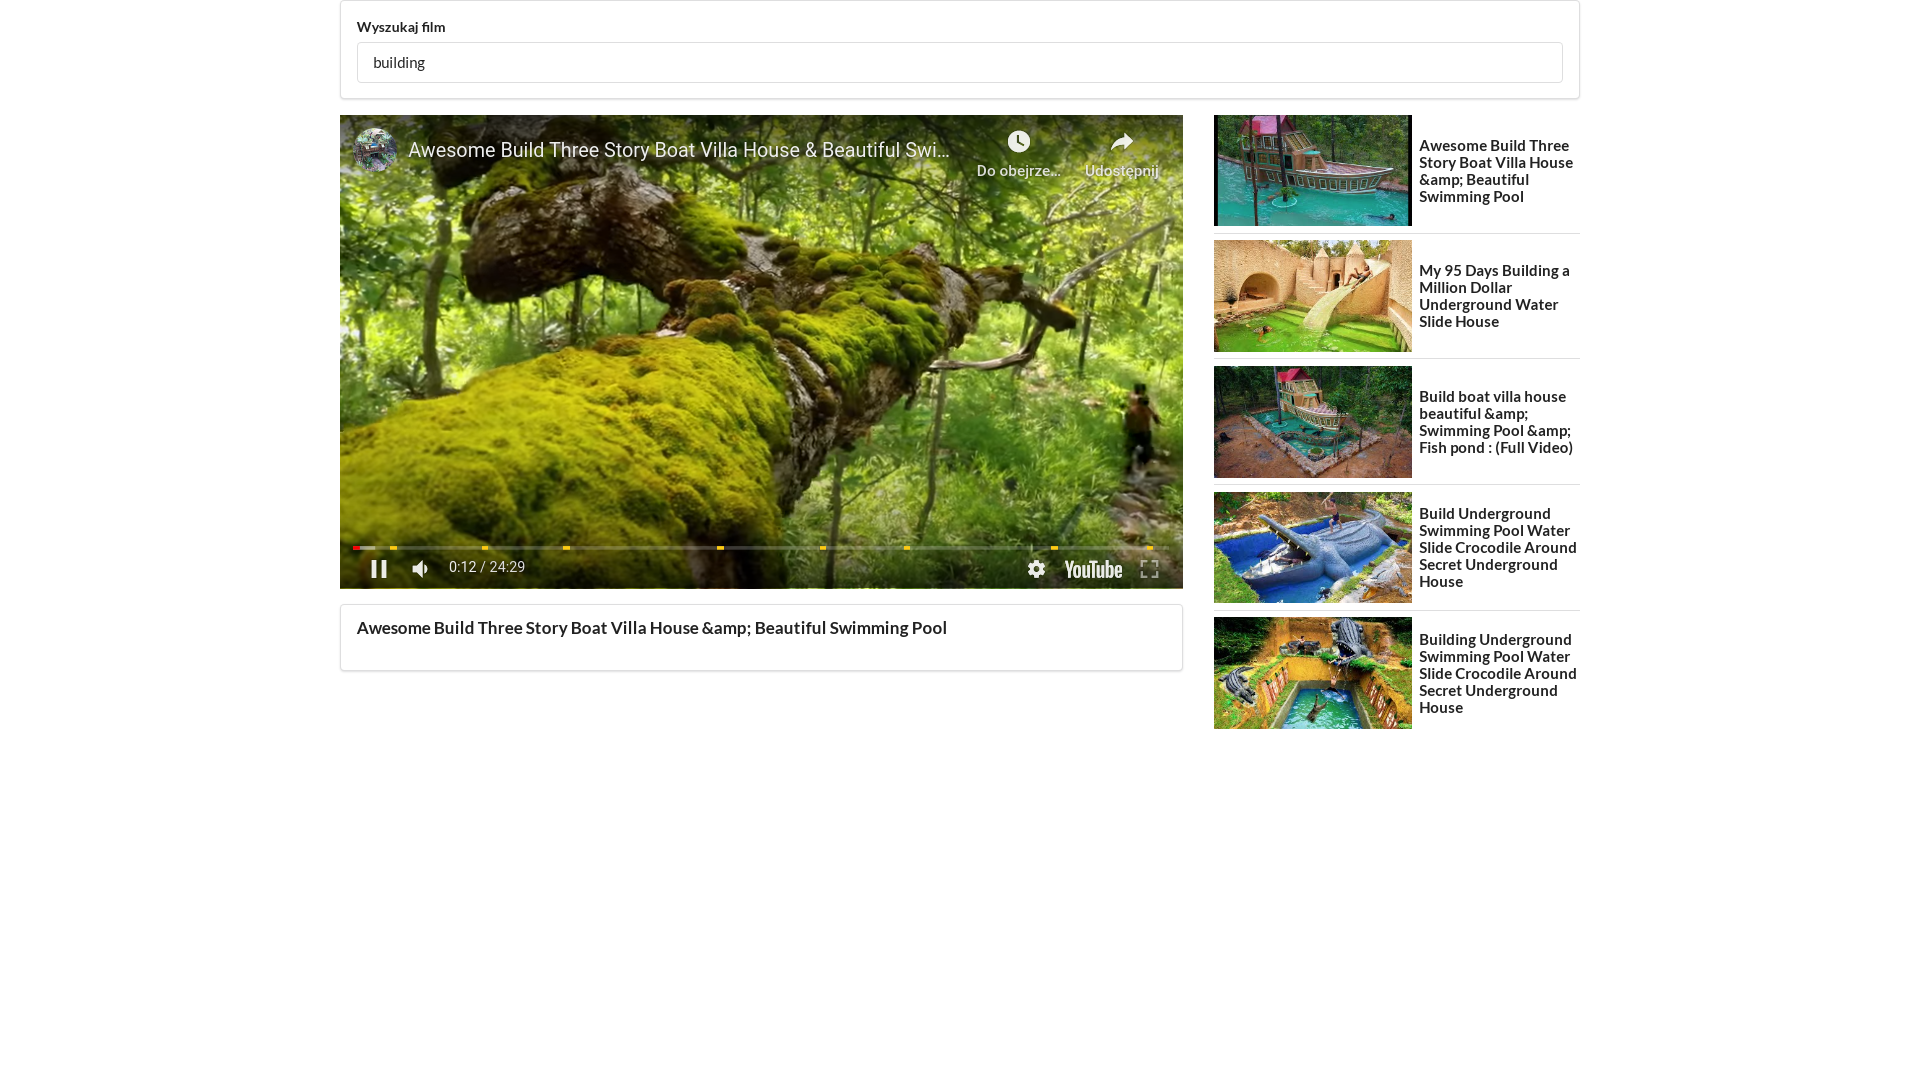 Wyszukaj film
building
Awesome Build Three Story Boat Villa House & Beautiful Swi...
Do obejrze...
Udostępnij
0:12 / 24:29
YouTube
Awesome Build Three Story Boat Villa House &amp; Beautiful Swimming Pool
Awesome Build Three
Story Boat Villa House
&amp; Beautiful
Swimming Pool
My 95 Days Building a
Million Dollar
Underground Water
Slide House
Build boat villa house
beautiful &amp;
Swimming Pool &amp;
Fish pond : (Full Video)
Build Underground
Swimming Pool Water
Slide Crocodile Around
Secret Underground
House
Building Underground
Swimming Pool Water
Slide Crocodile Around
Secret Underground
House